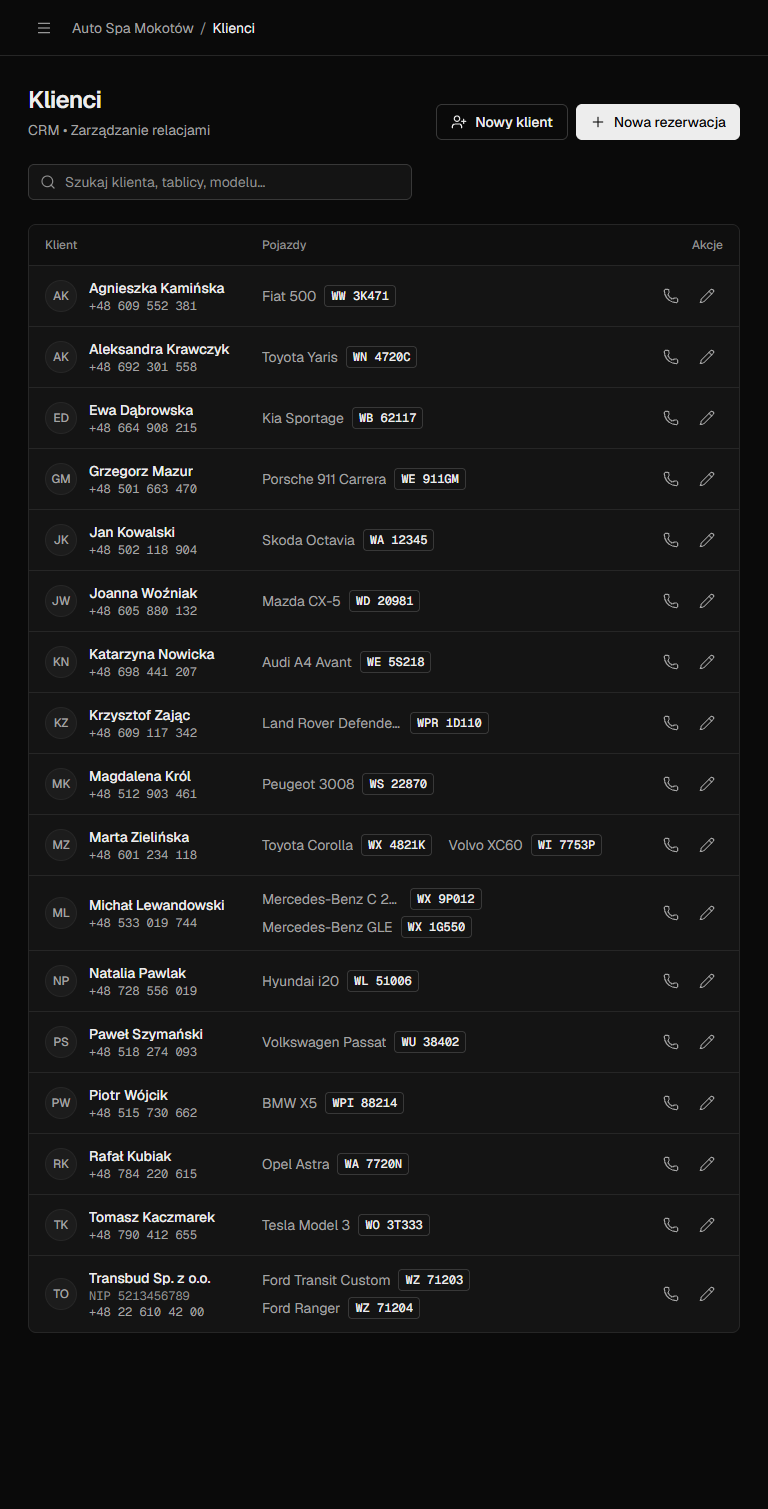 Auto Spa Mokotów / Klienci
Klienci
CRM • Zarządzanie relacjami
Nowy klient
Nowa rezerwacja
Szukaj klienta, tablicy, modelu…
Klient Pojazdy Akcje
AK Agnieszka Kamińska
+48 609 552 381
Fiat 500 WW 3K471
AK Aleksandra Krawczyk
+48 692 301 558
Toyota Yaris WN 4720C
ED Ewa Dąbrowska
+48 664 908 215
Kia Sportage WB 62117
GM Grzegorz Mazur
+48 501 663 470
Porsche 911 Carrera WE 911GM
JK Jan Kowalski
+48 502 118 904
Skoda Octavia WA 12345
JW Joanna Woźniak
+48 605 880 132
Mazda CX-5 WD 20981
KN Katarzyna Nowicka
+48 698 441 207
Audi A4 Avant WE 5S218
KZ Krzysztof Zając
+48 609 117 342
Land Rover Defende… WPR 1D110
MK Magdalena Król
+48 512 903 461
Peugeot 3008 WS 22870
MZ Marta Zielińska
+48 601 234 118
Toyota Corolla WX 4821K Volvo XC60 WI 7753P
ML Michał Lewandowski
+48 533 019 744
Mercedes-Benz C 2… WX 9P012
Mercedes-Benz GLE WX 1G550
NP Natalia Pawlak
+48 728 556 019
Hyundai i20 WL 51006
PS Paweł Szymański
+48 518 274 093
Volkswagen Passat WU 38402
PW Piotr Wójcik
+48 515 730 662
BMW X5 WPI 88214
RK Rafał Kubiak
+48 784 220 615
Opel Astra WA 7720N
TK Tomasz Kaczmarek
+48 790 412 655
Tesla Model 3 WO 3T333
TO Transbud Sp. z o.o.
NIP 5213456789
+48 22 610 42 00
Ford Transit Custom WZ 71203
Ford Ranger WZ 71204